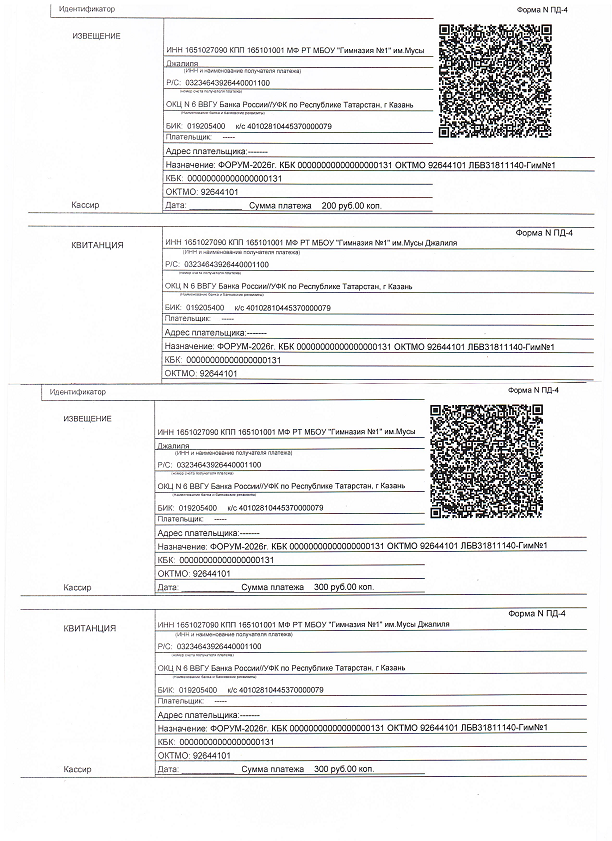 Идентификатор
Форма N ПД-4
ИЗВЕЩЕНИЕ
ИНН 1651027090 КПП 165101001 МФ РТ МБОУ "Гимназия №1" им.Мусы
Джалиля
(ИНН и наименование получателя платежа)
Р/С: 03234643926440001100
(номер счета получателя платежа)
ОКЦ N 6 ВВГУ Банка России//УФК по Республике Татарстан, г Казань
(Наименование банка и банковские реквизиты)
БИК: 019205400 к/с 40102810445370000079
Плательщик: -----
Адрес плательщика:-------
Назначение: ФОРУМ-2026г. КБК 00000000000000000131 ОКТМО 92644101 ЛБВ31811140-Гим№1
КБК: 00000000000000000131
ОКТМО: 92644101
Кассир
Дата: ____________ Сумма платежа 200 руб.00 коп.
Форма N ПД-4
КВИТАНЦИЯ
ИНН 1651027090 КПП 165101001 МФ РТ МБОУ "Гимназия №1" им.Мусы Джалиля
(ИНН и наименование получателя платежа)
Р/С: 03234643926440001100
(номер счета получателя платежа)
ОКЦ N 6 ВВГУ Банка России//УФК по Республике Татарстан, г Казань
(Наименование банка и банковские реквизиты)
БИК: 019205400 к/с 40102810445370000079
Плательщик: -----
Адрес плательщика:-------
Назначение: ФОРУМ-2026г. КБК 00000000000000000131 ОКТМО 92644101 ЛБВ31811140-Гим№1
КБК: 00000000000000000131
ОКТМО: 92644101
Идентификатор
Форма N ПД-4
ИЗВЕЩЕНИЕ
ИНН 1651027090 КПП 165101001 МФ РТ МБОУ "Гимназия №1" им.Мусы
Джалиля
(ИНН и наименование получателя платежа)
Р/С: 03234643926440001100
(номер счета получателя платежа)
ОКЦ N 6 ВВГУ Банка России//УФК по Республике Татарстан, г Казань
(Наименование банка и банковские реквизиты)
БИК: 019205400 к/с 40102810445370000079
Плательщик: -----
Адрес плательщика:-------
Назначение: ФОРУМ-2026г. КБК 00000000000000000131 ОКТМО 92644101 ЛБВ31811140-Гим№1
КБК: 00000000000000000131
ОКТМО: 92644101
Кассир
Дата: ____________ Сумма платежа 300 руб.00 коп.
Форма N ПД-4
КВИТАНЦИЯ
ИНН 1651027090 КПП 165101001 МФ РТ МБОУ "Гимназия №1" им.Мусы Джалиля
(ИНН и наименование получателя платежа)
Р/С: 03234643926440001100
(номер счета получателя платежа)
ОКЦ N 6 ВВГУ Банка России//УФК по Республике Татарстан, г Казань
(Наименование банка и банковские реквизиты)
БИК: 019205400 к/с 40102810445370000079
Плательщик: -----
Адрес плательщика:-------
Назначение: ФОРУМ-2026г. КБК 00000000000000000131 ОКТМО 92644101 ЛБВ31811140-Гим№1
КБК: 00000000000000000131
ОКТМО: 92644101
Кассир
Дата: ____________ Сумма платежа 300 руб.00 коп.